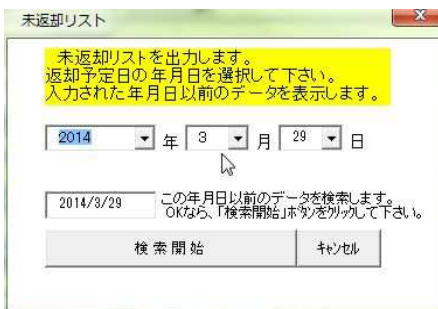 未返却リスト
未返却リストを出力します。
返却予定日の年月日を選択して下さい。
入力された年月日以前のデータを表示します。
2014 年 3 月 29 日
2014/3/29 この年月日以前のデータを検索します。
OKなら、「検索開始」ﾎﾞﾀﾝをｸﾘｯｸして下さい。
検索開始 ｷｬﾝｾﾙ